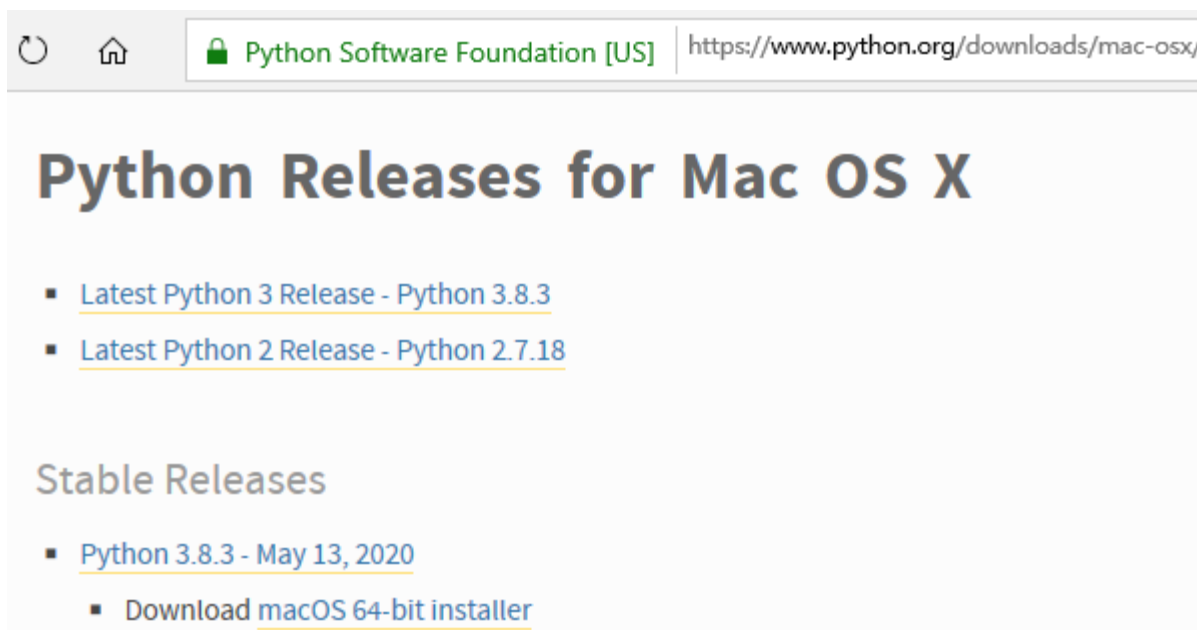 Python Software Foundation [US] https://www.python.org/downloads/mac-osx/
Python Releases for Mac OS X
Latest Python 3 Release - Python 3.8.3
Latest Python 2 Release - Python 2.7.18
Stable Releases
Python 3.8.3 - May 13, 2020
Download macOS 64-bit installer